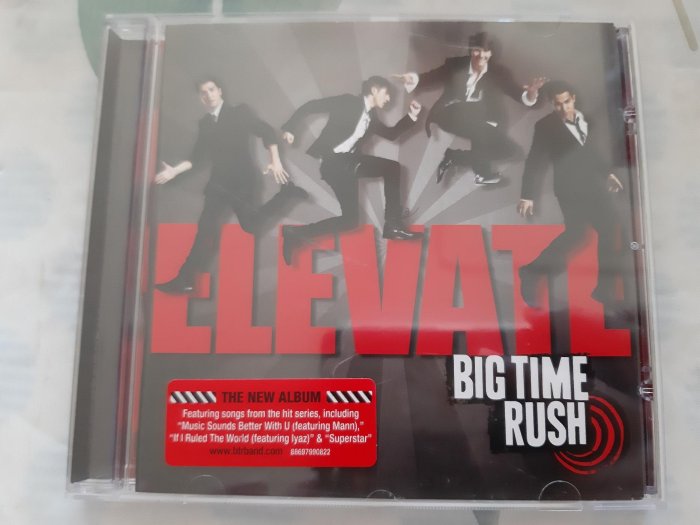 ELEVATE
BIG TIME
RUSH
THE NEW ALBUM
Featuring songs from the hit series, including
"Music Sounds Better With U (featuring Mann),"
"If I Ruled The World (featuring Iyaz)" & "Superstar"
www.btrband.com 88697990822